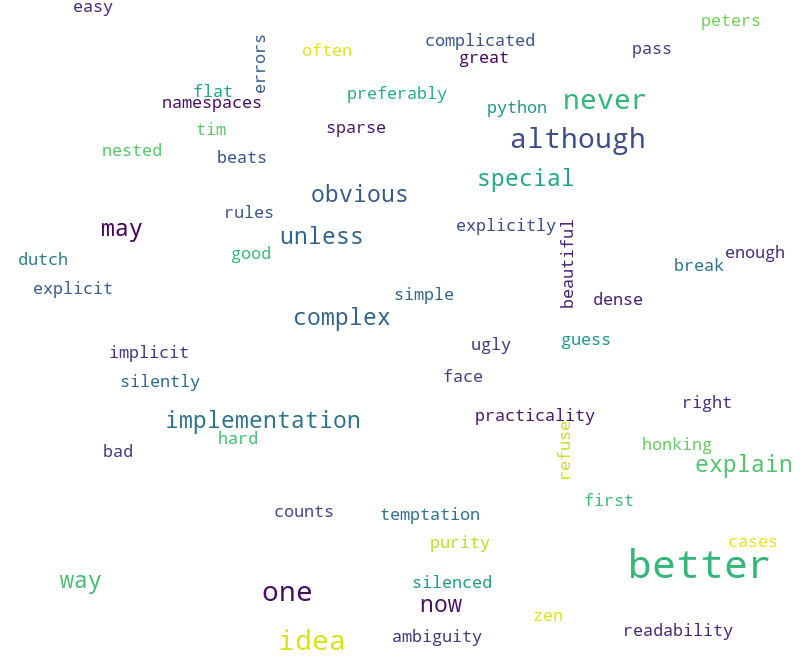 easy
peters
complicated
errors
often
pass
great
flat
preferably
never
namespaces
python
tim
sparse
although
nested
beats
special
obvious
rules
may
unless
explicitly
good
beautiful
enough
dutch
break
explicit
simple
dense
complex
guess
implicit
ugly
silently
face
right
implementation
practicality
hard
honking
bad
refuse
explain
first
counts
temptation
purity
cases
better
way
silenced
one
now
zen
idea
ambiguity
readability